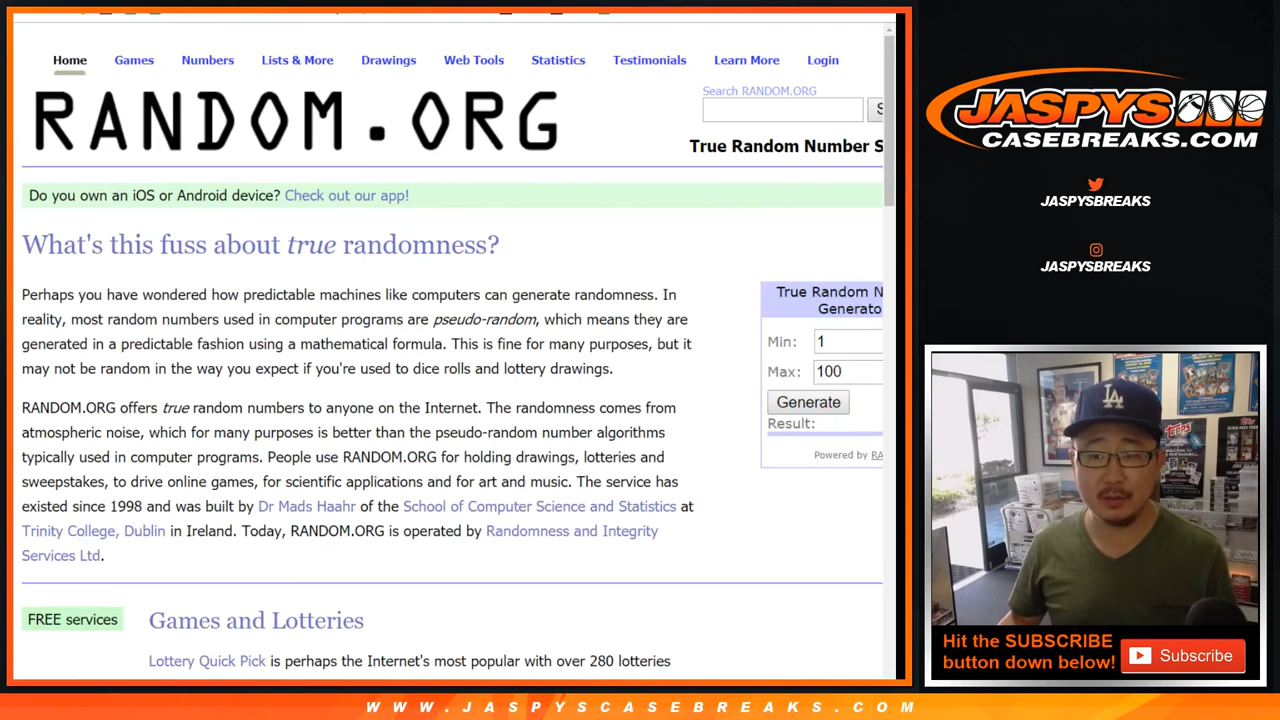 Home Games Numbers Lists & More Drawings Web Tools Statistics Testimonials Learn More Login
RANDOM.ORG
Search RANDOM.ORG
S
True Random Number S
Do you own an iOS or Android device? Check out our app!
What's this fuss about true randomness?
Perhaps you have wondered how predictable machines like computers can generate randomness. In
reality, most random numbers used in computer programs are pseudo-random, which means they are
generated in a predictable fashion using a mathematical formula. This is fine for many purposes, but it
may not be random in the way you expect if you're used to dice rolls and lottery drawings.
RANDOM.ORG offers true random numbers to anyone on the Internet. The randomness comes from
atmospheric noise, which for many purposes is better than the pseudo-random number algorithms
typically used in computer programs. People use RANDOM.ORG for holding drawings, lotteries and
sweepstakes, to drive online games, for scientific applications and for art and music. The service has
existed since 1998 and was built by Dr Mads Haahr of the School of Computer Science and Statistics at
Trinity College, Dublin in Ireland. Today, RANDOM.ORG is operated by Randomness and Integrity
Services Ltd.
True Random N
Generato
Min: 1
Max: 100
Generate
Result:
Powered by RA
FREE services
Games and Lotteries
Lottery Quick Pick is perhaps the Internet's most popular with over 280 lotteries
JASPYS
CASEBREAKS.COM
JASPYSBREAKS
JASPYSBREAKS
LA
TOPPS
Hit the SUBSCRIBE
button down below!
Subscribe
WWW.JASPYSCASEBREAKS.COM